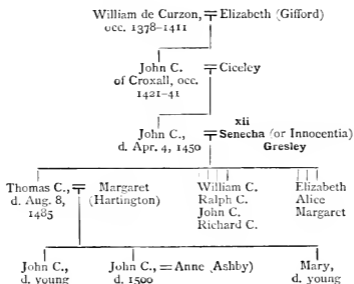 William de Curzon, Elizabeth (Gifford)
occ. 1378-1411
John C. Ciceley
of Croxall, occ.
1421-41
xii
John C., Senecha (or Innocentia)
d. Apr. 4, 1450 Gresley
Thomas C., Margaret William C. Elizabeth
d. Aug. 8, (Hartington) Ralph C. Alice
1485 John C. Margaret
Richard C.
John C., John C., = Anne (Ashby) Mary,
d. young d. 1500 d. young